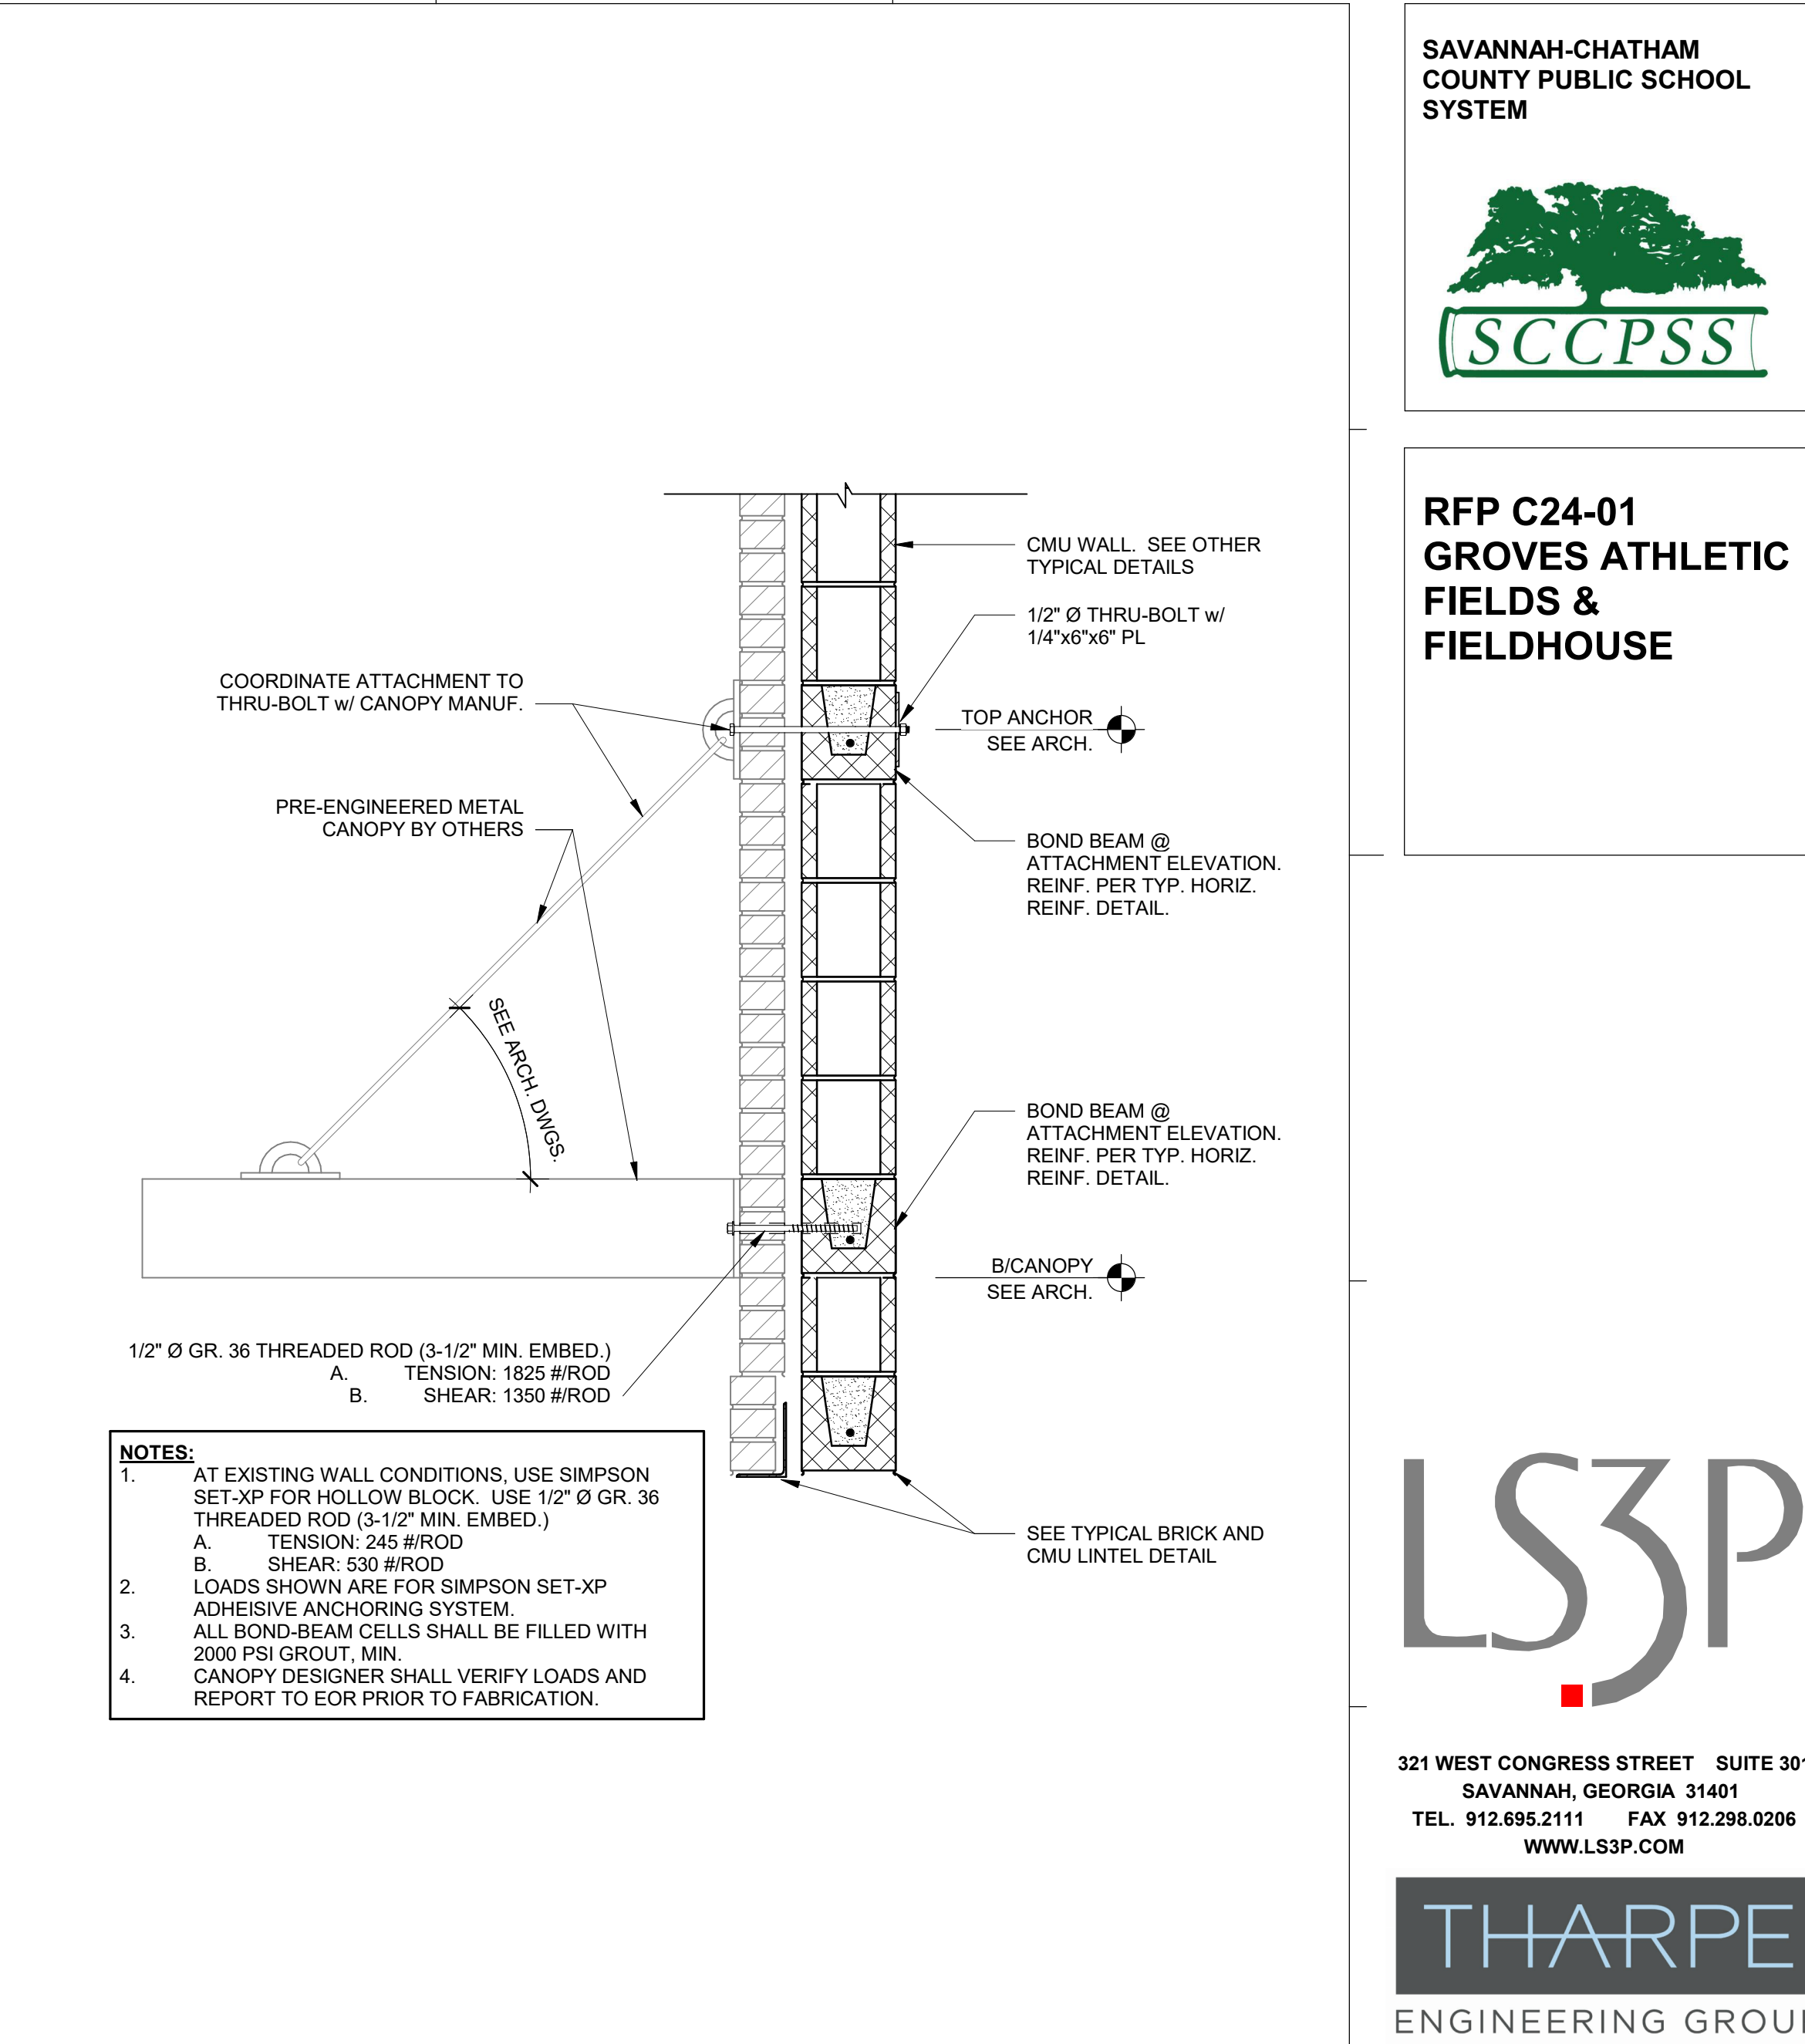 SAVANNAH-CHATHAM
COUNTY PUBLIC SCHOOL
SYSTEM
SCCPSS
RFP C24-01
GROVES ATHLETIC
FIELDS &
FIELDHOUSE
CMU WALL. SEE OTHER
TYPICAL DETAILS
1/2" Ø THRU-BOLT w/
1/4"x6"x6" PL
COORDINATE ATTACHMENT TO
THRU-BOLT w/ CANOPY MANUF.
TOP ANCHOR
SEE ARCH.
PRE-ENGINEERED METAL
CANOPY BY OTHERS
BOND BEAM @
ATTACHMENT ELEVATION.
REINF. PER TYP. HORIZ.
REINF. DETAIL.
SEE ARCH. DWGS.
BOND BEAM @
ATTACHMENT ELEVATION.
REINF. PER TYP. HORIZ.
REINF. DETAIL.
B/CANOPY
SEE ARCH.
1/2" Ø GR. 36 THREADED ROD (3-1/2" MIN. EMBED.)
A. TENSION: 1825 #/ROD
B. SHEAR: 1350 #/ROD
NOTES:
1. AT EXISTING WALL CONDITIONS, USE SIMPSON
SET-XP FOR HOLLOW BLOCK. USE 1/2" Ø GR. 36
THREADED ROD (3-1/2" MIN. EMBED.)
A. TENSION: 245 #/ROD
B. SHEAR: 530 #/ROD
2. LOADS SHOWN ARE FOR SIMPSON SET-XP
ADHEISIVE ANCHORING SYSTEM.
3. ALL BOND-BEAM CELLS SHALL BE FILLED WITH
2000 PSI GROUT, MIN.
4. CANOPY DESIGNER SHALL VERIFY LOADS AND
REPORT TO EOR PRIOR TO FABRICATION.
SEE TYPICAL BRICK AND
CMU LINTEL DETAIL
LS3P
321 WEST CONGRESS STREET SUITE 301
SAVANNAH, GEORGIA 31401
TEL. 912.695.2111 FAX 912.298.0206
WWW.LS3P.COM
THARPE
ENGINEERING GROUP